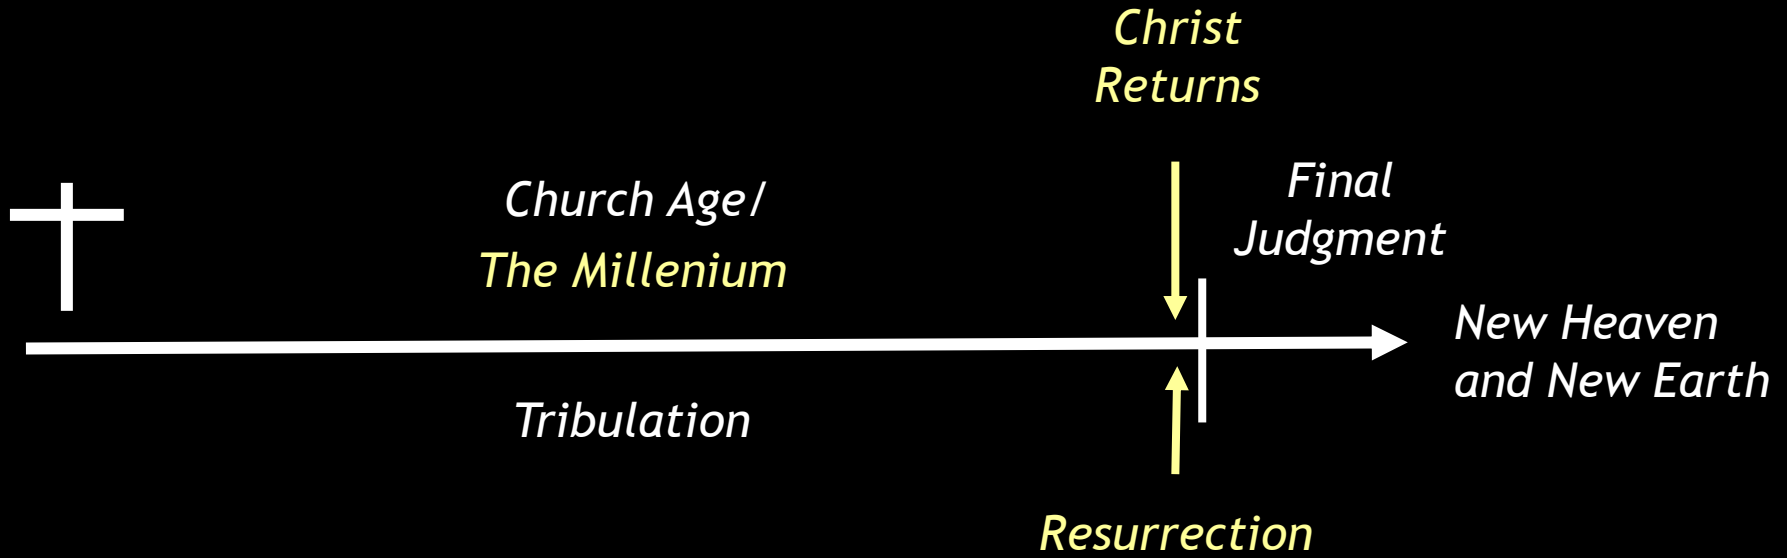 Christ
Returns
Church Age/
The Millenium
Final
Judgment
New Heaven
and New Earth
Tribulation
Resurrection